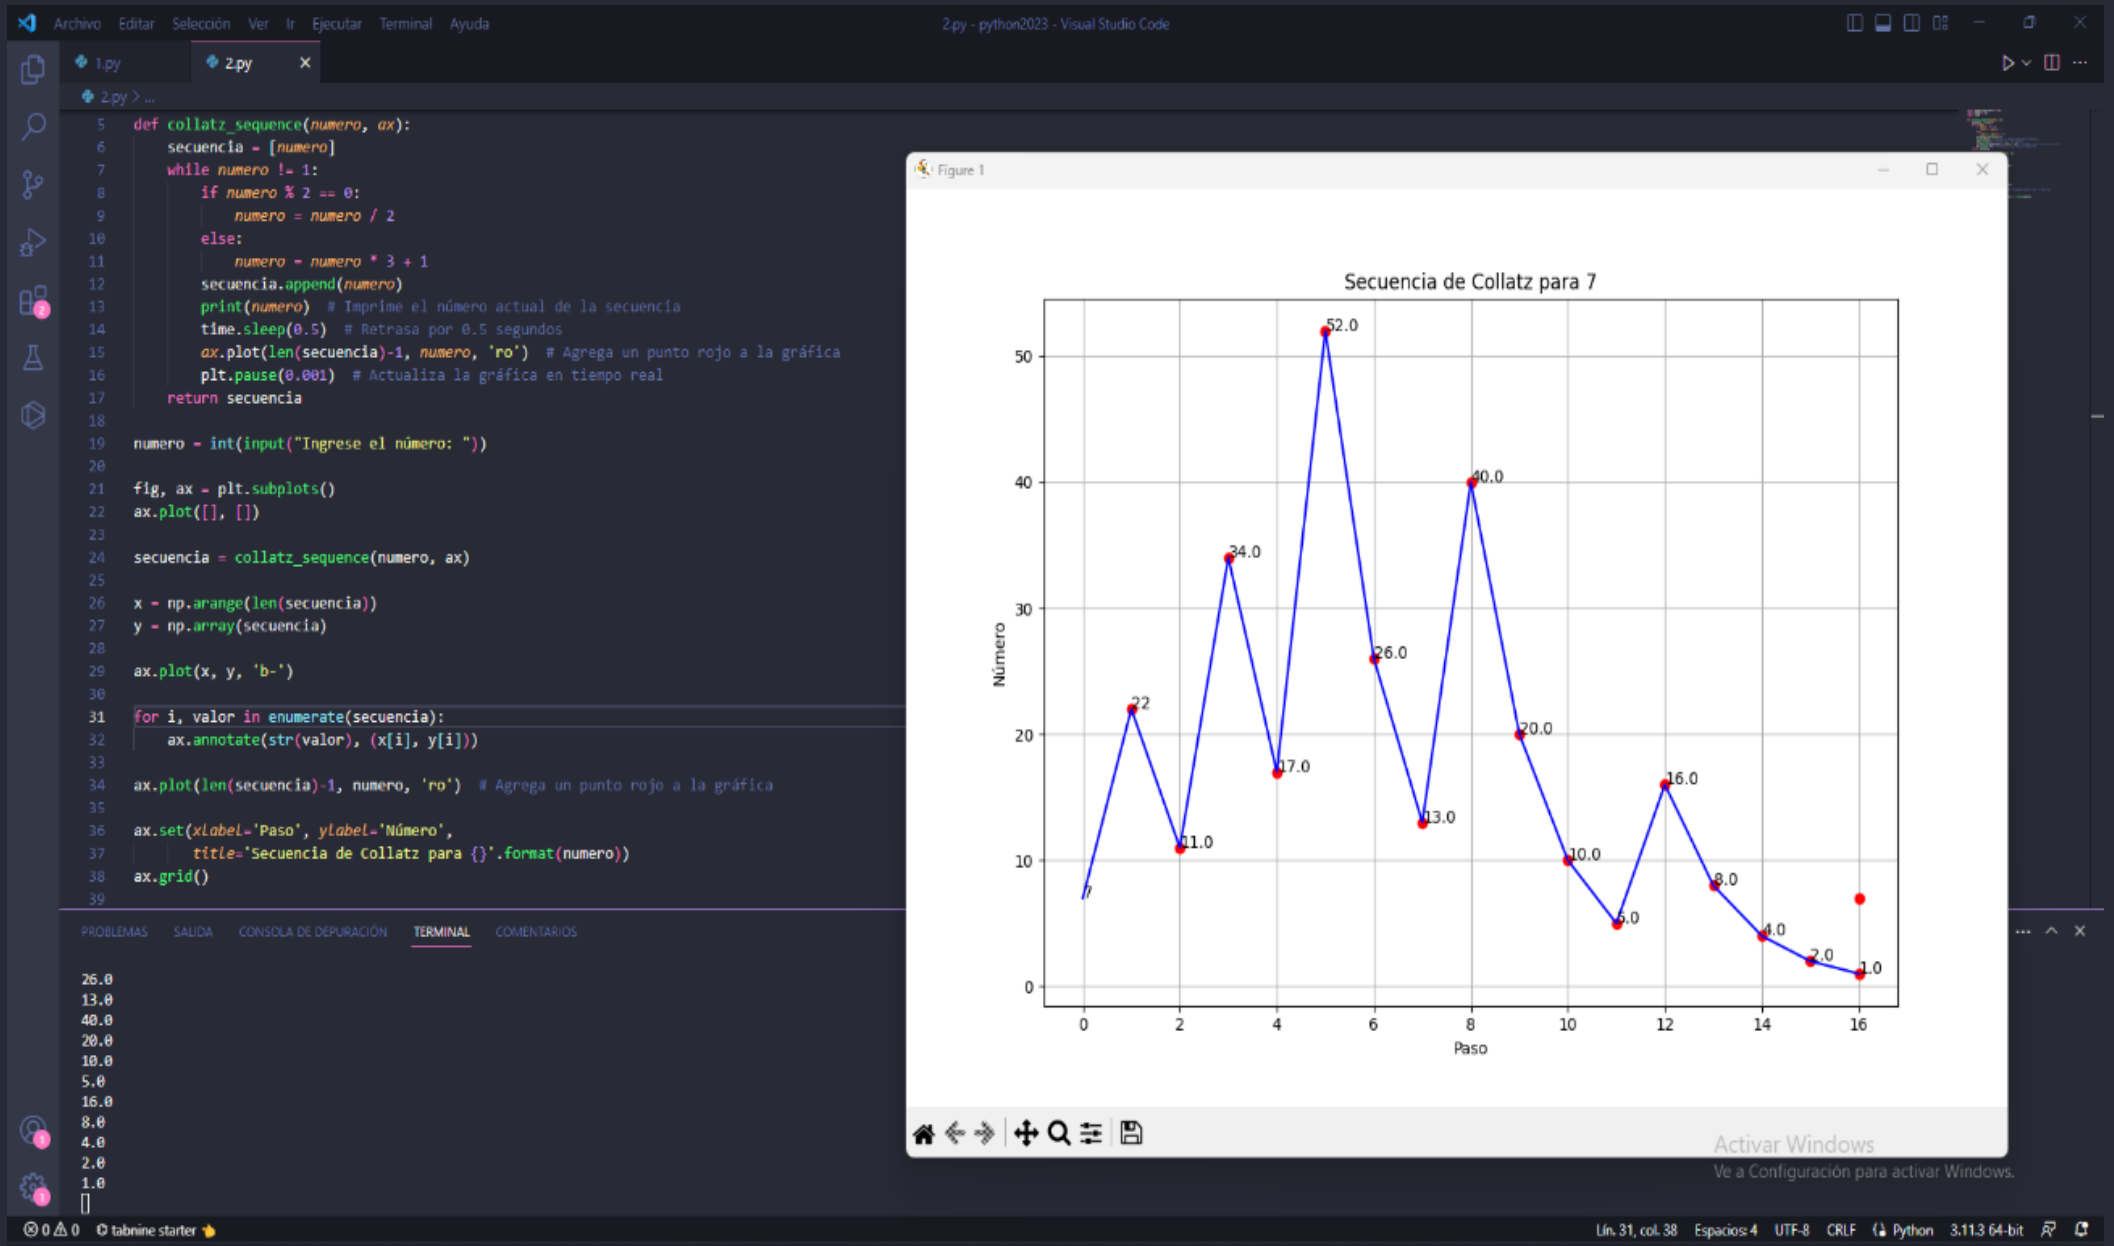 Archivo Editar Selección Ver Ir Ejecutar Terminal Ayuda
2.py - python2023 - Visual Studio Code
1.py
2.py
2.py > ...
5 def collatz_sequence(numero, ax):
6 secuencia = [numero]
7 while numero != 1:
8 if numero % 2 == 0:
9 numero = numero / 2
10 else:
11 numero = numero * 3 + 1
12 secuencia.append(numero)
13 print(numero) # Imprime el número actual de la secuencia
14 time.sleep(0.5) # Retrasa por 0.5 segundos
15 ax.plot(len(secuencia)-1, numero, 'ro') # Agrega un punto rojo a la gráfica
16 plt.pause(0.001) # Actualiza la gráfica en tiempo real
17 return secuencia
18
19 numero = int(input("Ingrese el número: "))
20
21 fig, ax = plt.subplots()
22 ax.plot([], [])
23
24 secuencia = collatz_sequence(numero, ax)
25
26 x = np.arange(len(secuencia))
27 y = np.array(secuencia)
28
29 ax.plot(x, y, 'b-')
30
31 for i, valor in enumerate(secuencia):
32 ax.annotate(str(valor), (x[i], y[i]))
33
34 ax.plot(len(secuencia)-1, numero, 'ro') # Agrega un punto rojo a la gráfica
35
36 ax.set(xlabel='Paso', ylabel='Número',
37 title='Secuencia de Collatz para {}'.format(numero))
38 ax.grid()
39
PROBLEMAS SALIDA CONSOLA DE DEPURACIÓN TERMINAL COMENTARIOS
26.0
13.0
40.0
20.0
10.0
5.0
16.0
8.0
4.0
2.0
1.0
Figure 1
Secuencia de Collatz para 7
Número
50
40
30
20
10
0
7
22
11.0
34.0
17.0
52.0
26.0
13.0
40.0
20.0
10.0
5.0
16.0
8.0
4.0
2.0
1.0
0 2 4 6 8 10 12 14 16
Paso
Activar Windows
Ve a Configuración para activar Windows.
2
1
1
0 0 tabnine starter
Lín. 31, col. 38 Espacios: 4 UTF-8 CRLF Python 3.11.3 64-bit